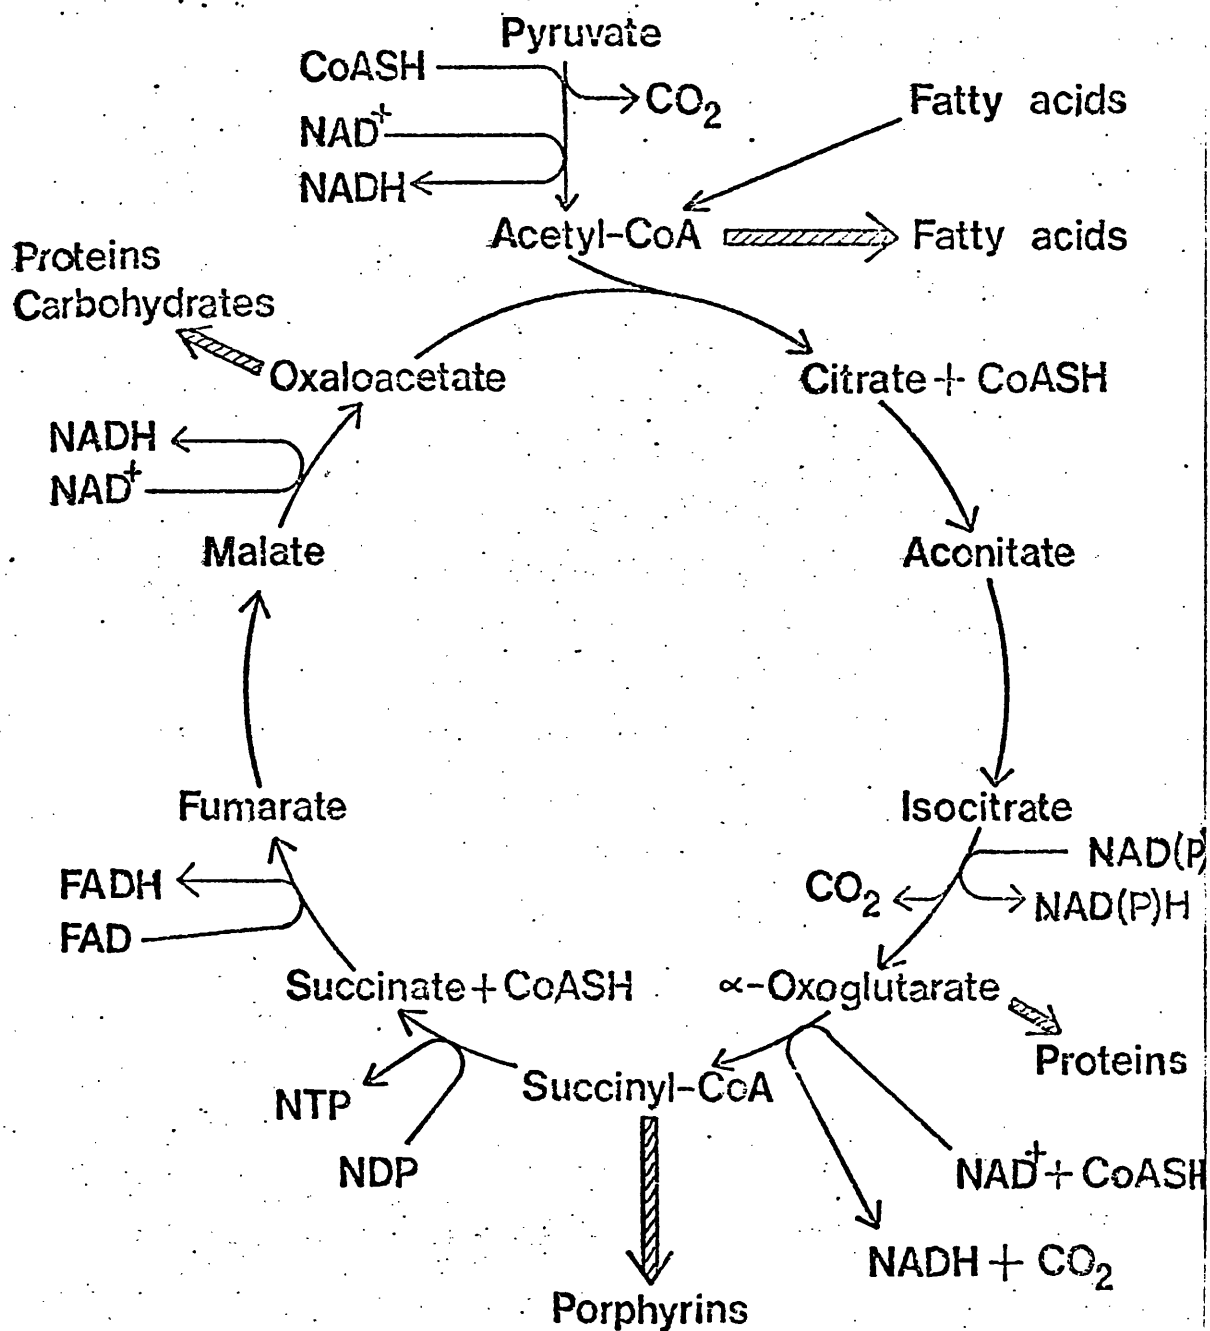 Pyruvate
CoASH
CO₂
Fatty acids
NAD⁺
NADH
Acetyl-CoA
Fatty acids
Proteins
Carbohydrates
Oxaloacetate
Citrate + CoASH
NADH
NAD⁺
Malate
Aconitate
Fumarate
Isocitrate
NAD(P)
FADH
CO₂
NAD(P)H
FAD
Succinate + CoASH
α-Oxoglutarate
Proteins
Succinyl-CoA
NTP
NDP
NAD⁺ + CoASH
NADH + CO₂
Porphyrins